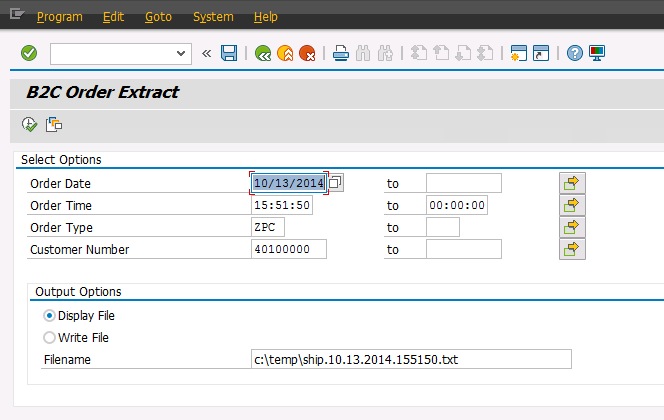 Program Edit Goto System Help
B2C Order Extract
Select Options
Order Date 10/13/2014 to
Order Time 15:51:50 to 00:00:00
Order Type ZPC to
Customer Number 40100000 to
Output Options
Display File
Write File
Filename c:\temp\ship.10.13.2014.155150.txt